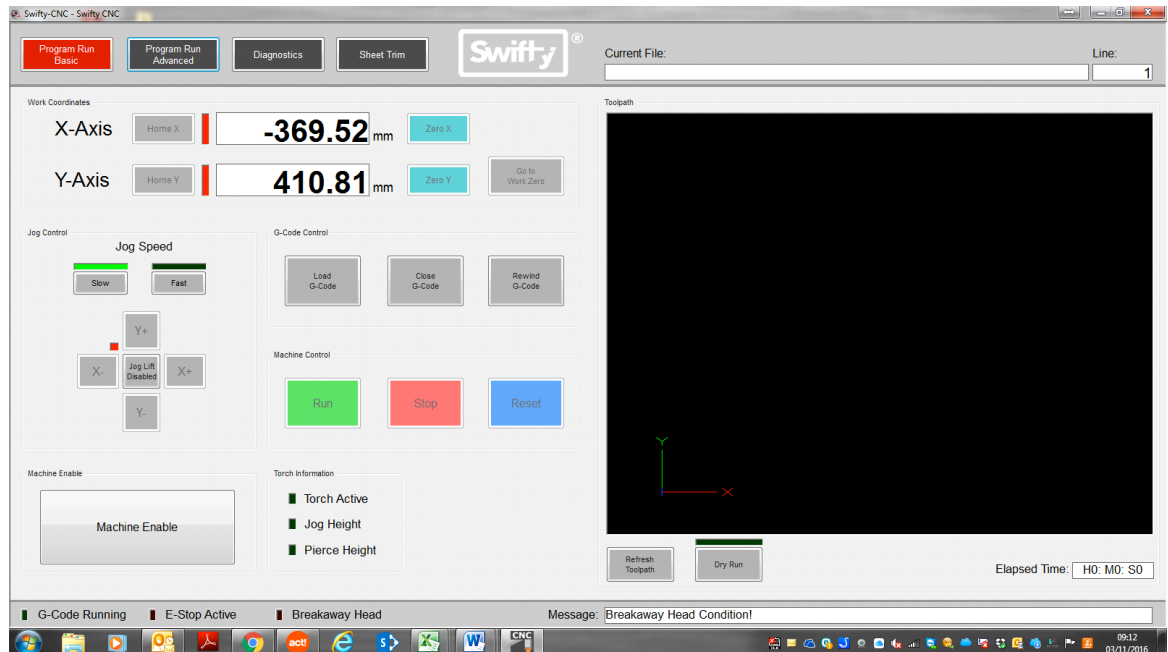 Swifty-CNC - Swifty CNC
Program Run
Basic
Program Run
Advanced
Diagnostics
Sheet Trim
Swifty®
Current File:
Line:
1
Work Coordinates
X-Axis
Home X
-369.52 mm
Zero X
Y-Axis
Home Y
410.81 mm
Zero Y
Go to
Work Zero
Jog Control
Jog Speed
Slow
Fast
Y+
X-
Jog Lift
Disabled
X+
Y-
G-Code Control
Load
G-Code
Close
G-Code
Rewind
G-Code
Machine Control
Run
Stop
Reset
Machine Enable
Machine Enable
Torch Information
Torch Active
Jog Height
Pierce Height
Toolpath
Y
X
Refresh
Toolpath
Dry Run
Elapsed Time: H0: M0: S0
G-Code Running
E-Stop Active
Breakaway Head
Message: Breakaway Head Condition!
act!
CNC
09:12
03/11/2016